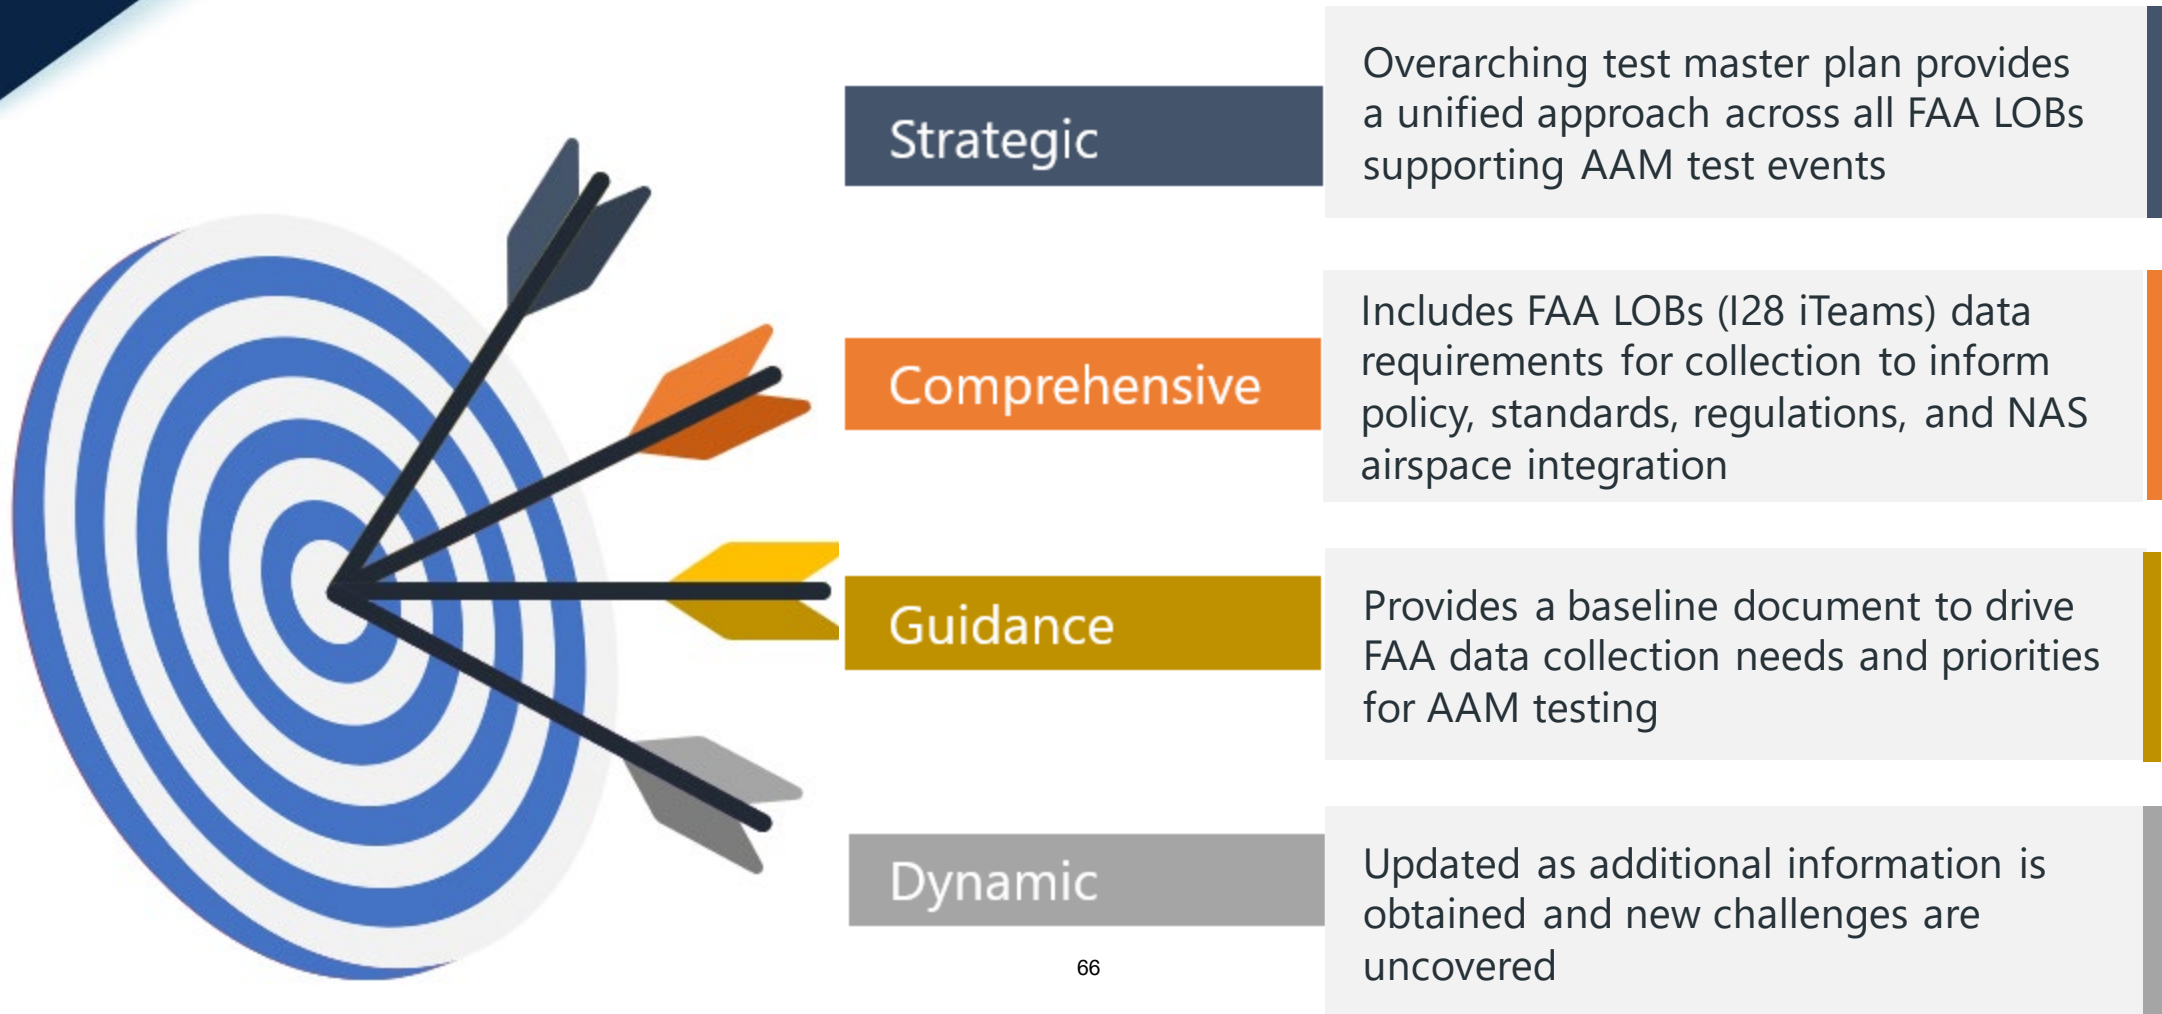 Strategic
Overarching test master plan provides
a unified approach across all FAA LOBs
supporting AAM test events
Comprehensive
Includes FAA LOBs (I28 iTeams) data
requirements for collection to inform
policy, standards, regulations, and NAS
airspace integration
Guidance
Provides a baseline document to drive
FAA data collection needs and priorities
for AAM testing
Dynamic
Updated as additional information is
obtained and new challenges are
uncovered
66